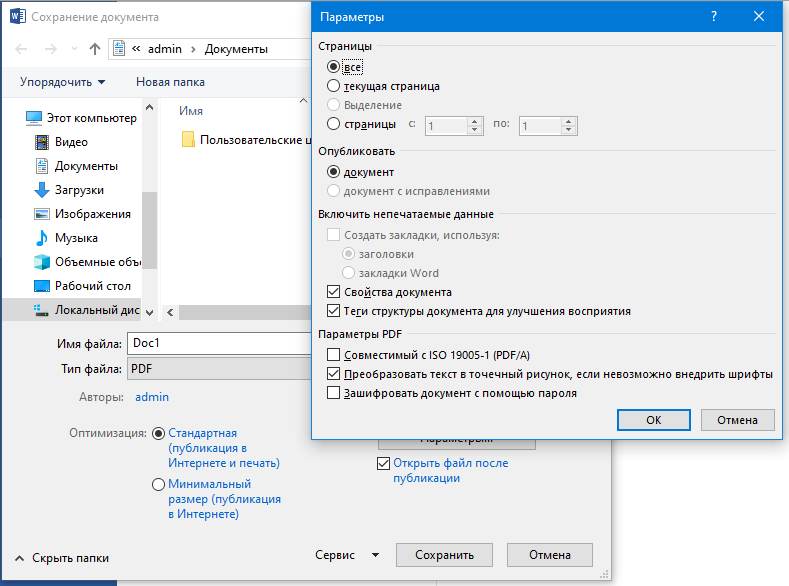 Сохранение документа
« admin › Документы
Упорядочить
Новая папка
Этот компьютер
Видео
Документы
Загрузки
Изображения
Музыка
Объемные объ
Рабочий стол
Локальный дис
Имя
Пользовательские ц
Имя файла: Doc1
Тип файла: PDF
Авторы: admin
Оптимизация:
Стандартная
(публикация в
Интернете и печать)
Минимальный
размер (публикация
в Интернете)
Параметры...
Открыть файл после
публикации
Скрыть папки
Сервис
Сохранить
Отмена
Параметры
?
Страницы
все
текущая страница
Выделение
страницы с: 1 по: 1
Опубликовать
документ
документ с исправлениями
Включить непечатаемые данные
Создать закладки, используя:
заголовки
закладки Word
Свойства документа
Теги структуры документа для улучшения восприятия
Параметры PDF
Совместимый с ISO 19005-1 (PDF/A)
Преобразовать текст в точечный рисунок, если невозможно внедрить шрифты
Зашифровать документ с помощью пароля
ОК
Отмена